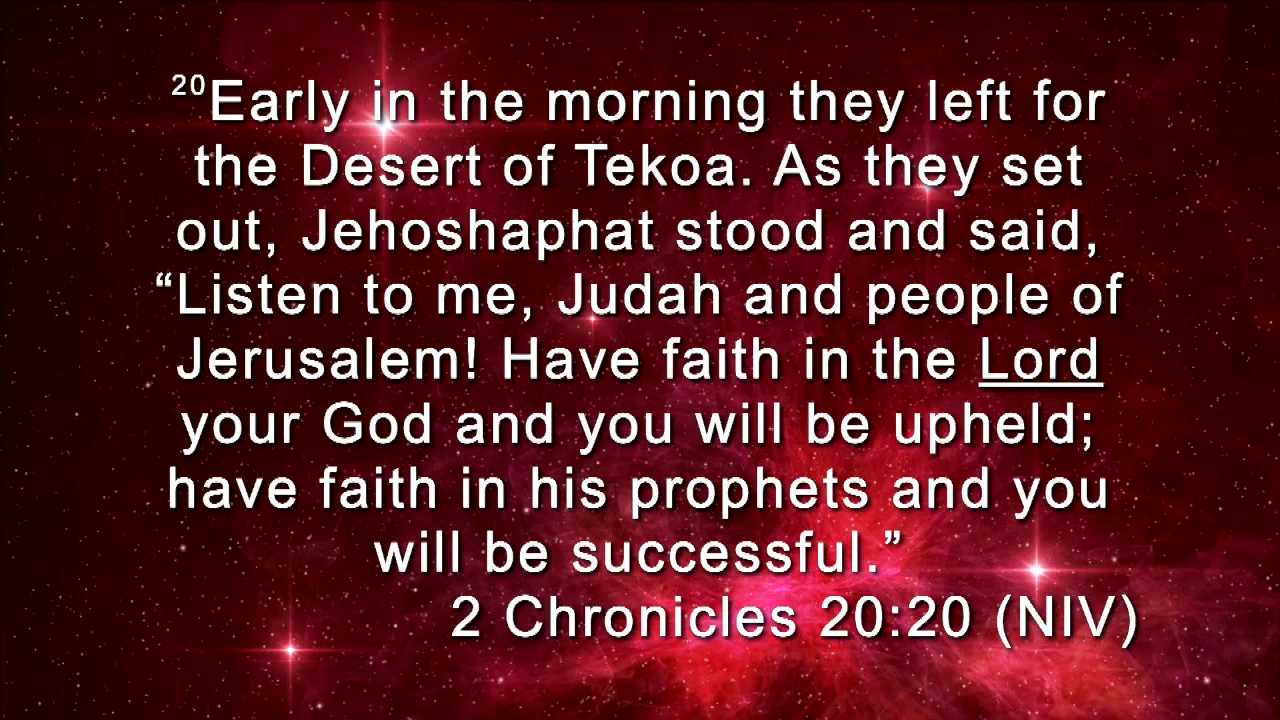 20Early in the morning they left for
the Desert of Tekoa. As they set
out, Jehoshaphat stood and said,
“Listen to me, Judah and people of
Jerusalem! Have faith in the Lord
your God and you will be upheld;
have faith in his prophets and you
will be successful.”
2 Chronicles 20:20 (NIV)